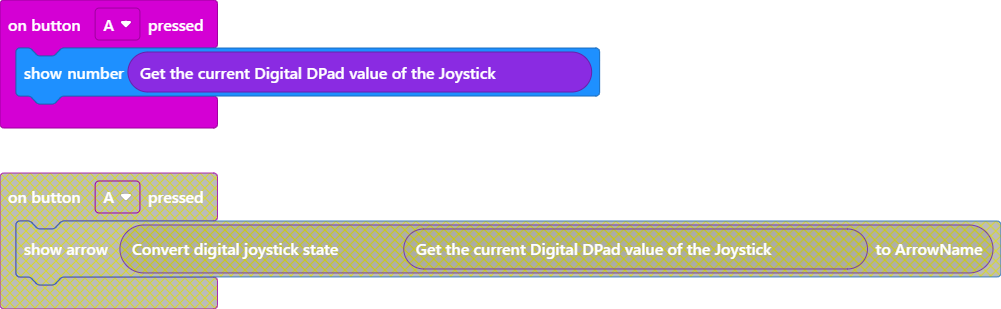 on button A pressed
show number Get the current Digital DPad value of the Joystick
on button A pressed
show arrow Convert digital joystick state Get the current Digital DPad value of the Joystick to ArrowName